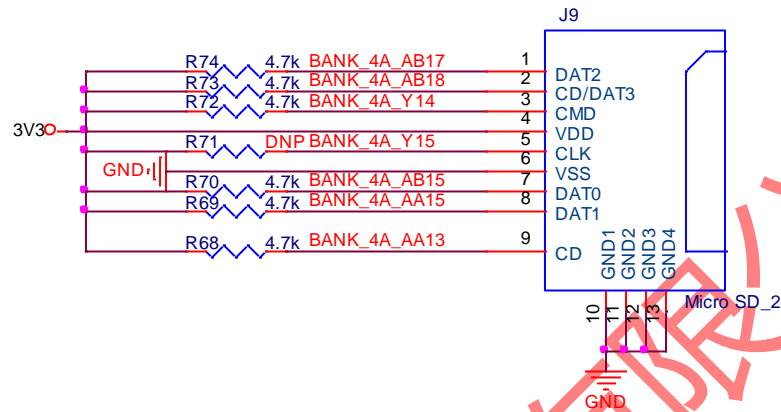 J9
R74 4.7k BANK_4A_AB17 1 DAT2
R73 4.7k BANK_4A_AB18 2 CD/DAT3
R72 4.7k BANK_4A_Y14 3 CMD
3V3 4 VDD
R71 DNP BANK_4A_Y15 5 CLK
GND 6 VSS
R70 4.7k BANK_4A_AB15 7 DAT0
R69 4.7k BANK_4A_AA15 8 DAT1
R68 4.7k BANK_4A_AA13 9 CD
GND1 GND2 GND3 GND4
10 11 12 13
Micro SD_2
GND
有限公